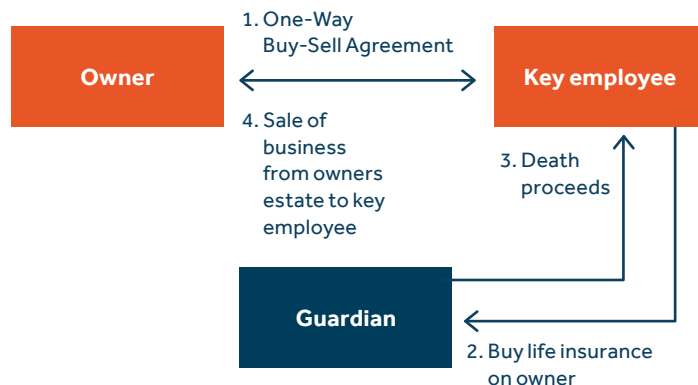 1. One-Way
Buy-Sell Agreement
Owner
Key employee
4. Sale of
business
from owners
estate to key
employee
3. Death
proceeds
Guardian
2. Buy life insurance
on owner